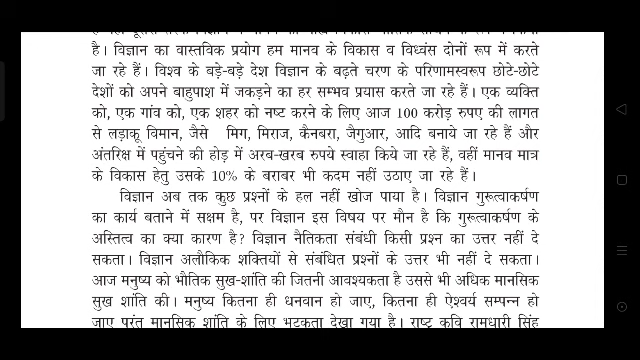 है। विज्ञान का वास्तविक प्रयोग हम मानव के विकास व विध्वंस दोनों रूप में करते
जा रहे हैं। विश्व के बड़े-बड़े देश विज्ञान के बढ़ते चरण के परिणामस्वरूप छोटे-छोटे
देशों को अपने बाहुपाश में जकड़ने का हर सम्भव प्रयास करते जा रहे हैं। एक व्यक्ति
को, एक गांव को, एक शहर को नष्ट करने के लिए आज 100 करोड़ रुपए की लागत
से लड़ाकू विमान, जैसे मिग, मिराज, कैनबरा, जैगुआर, आदि बनाये जा रहे हैं और
अंतरिक्ष में पहुंचने की होड़ में अरब-खरब रुपये स्वाहा किये जा रहे हैं, वहीं मानव मात्र
के विकास हेतु उसके 10% के बराबर भी कदम नहीं उठाए जा रहे हैं।
विज्ञान अब तक कुछ प्रश्नों के हल नहीं खोज पाया है। विज्ञान गुरूत्वाकर्षण
का कार्य बताने में सक्षम है, पर विज्ञान इस विषय पर मौन है कि गुरूत्वाकर्षण के
अस्तित्व का क्या कारण है? विज्ञान नैतिकता संबंधी किसी प्रश्न का उत्तर नहीं दे
सकता। विज्ञान अलौकिक शक्तियों से संबंधित प्रश्नों के उत्तर भी नहीं दे सकता।
आज मनुष्य को भौतिक सुख-शांति की जितनी आवश्यकता है उससे भी अधिक मानसिक
सुख शांति की। मनुष्य कितना ही धनवान हो जाए, कितना ही ऐश्वर्य सम्पन्न हो
जाए परंतु मानसिक शांति के लिए भटकता देखा गया है। राष्ट्र कवि रामधारी सिंह